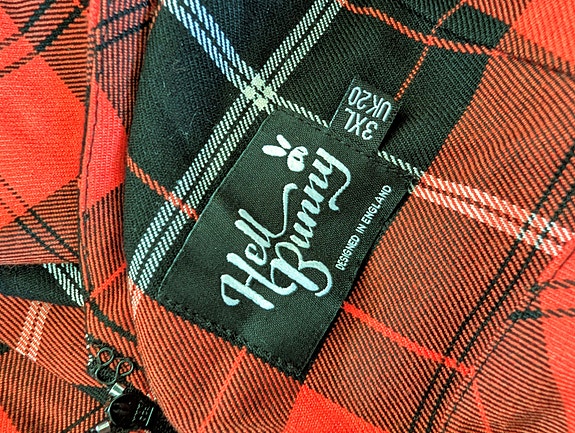 3XL
UK20
Hell
Bunny
DESIGNED IN ENGLAND